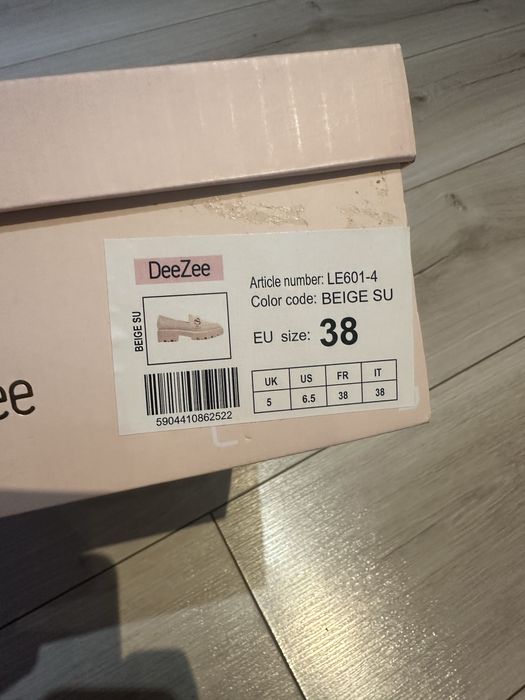 DeeZee
Article number: LE601-4
Color code: BEIGE SU
BEIGE SU
EU size: 38
UK US FR IT
5 6.5 38 38
5904410862522
ee